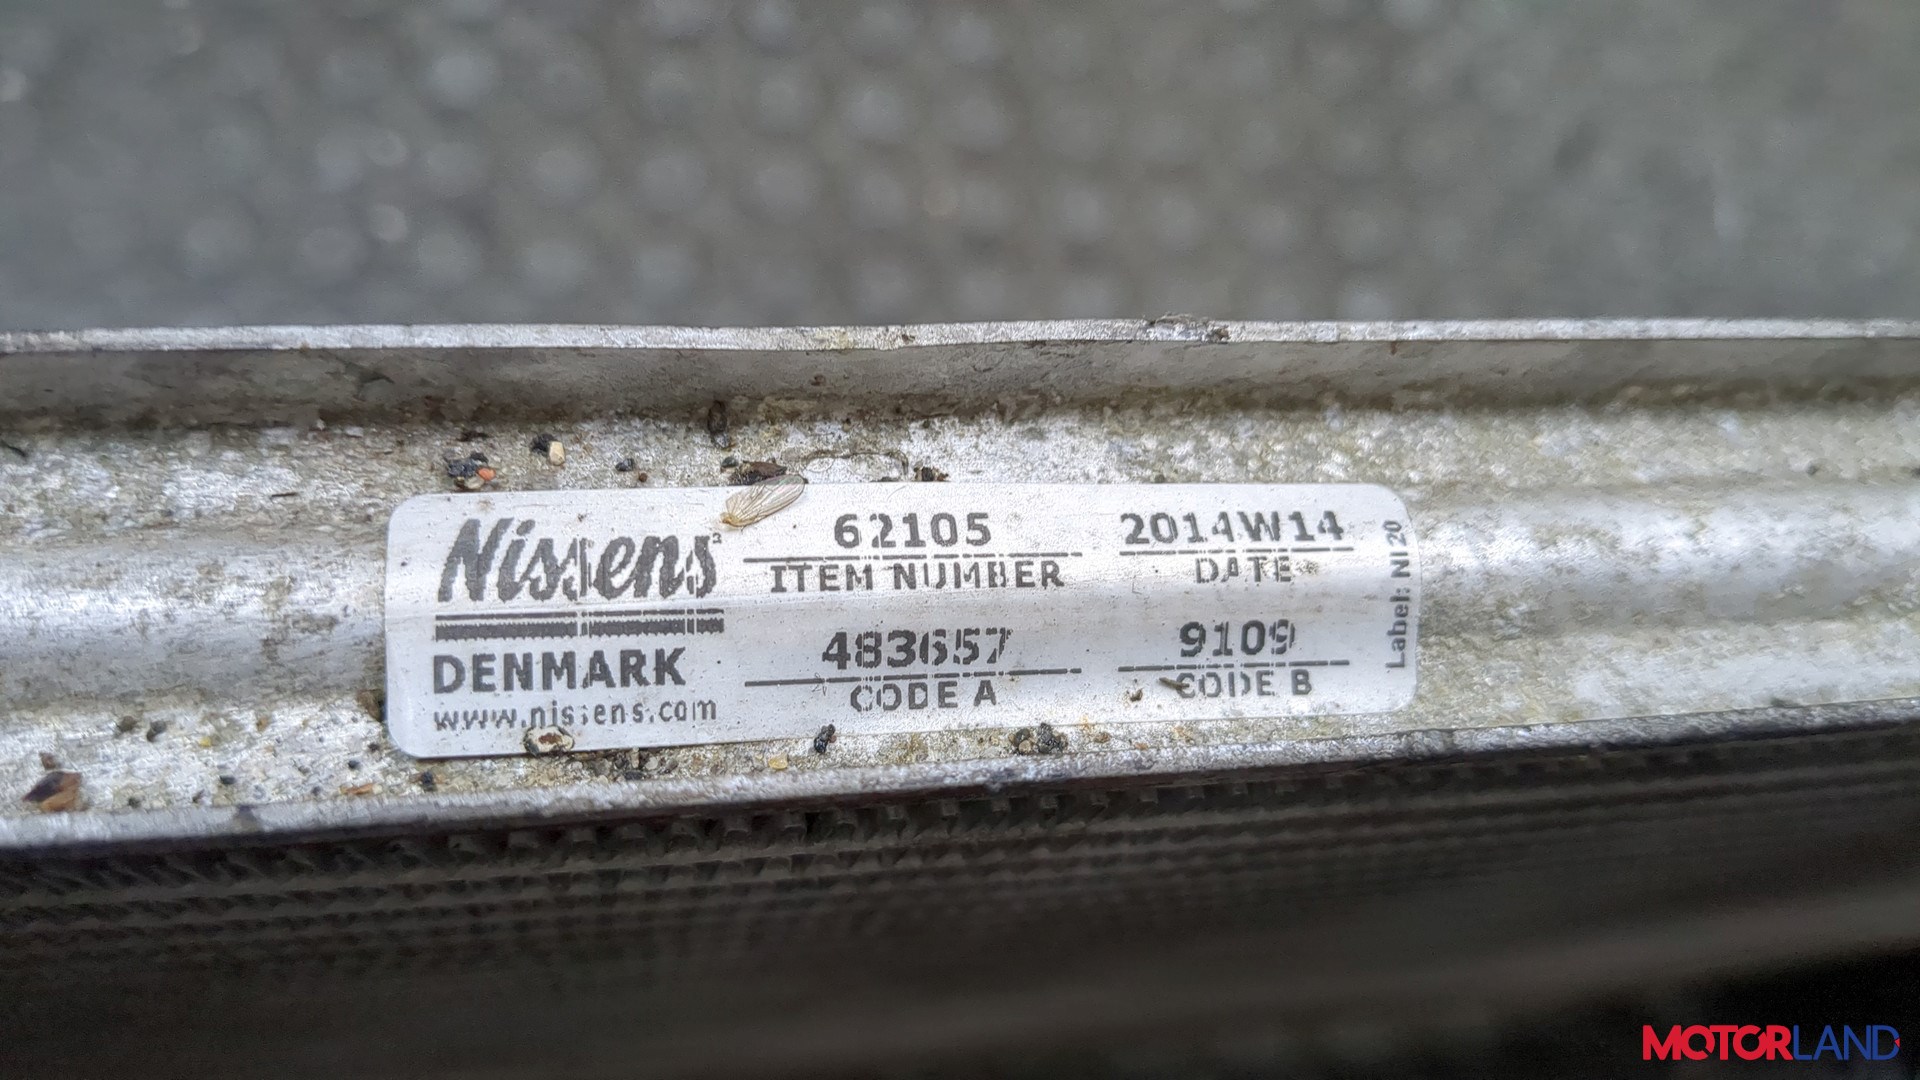 Nissens
DENMARK
www.nissens.com
62105
ITEM NUMBER
2014W14
DATE
483657
CODE A
9109
CODE B
Label: NI 20
MOTORLAND